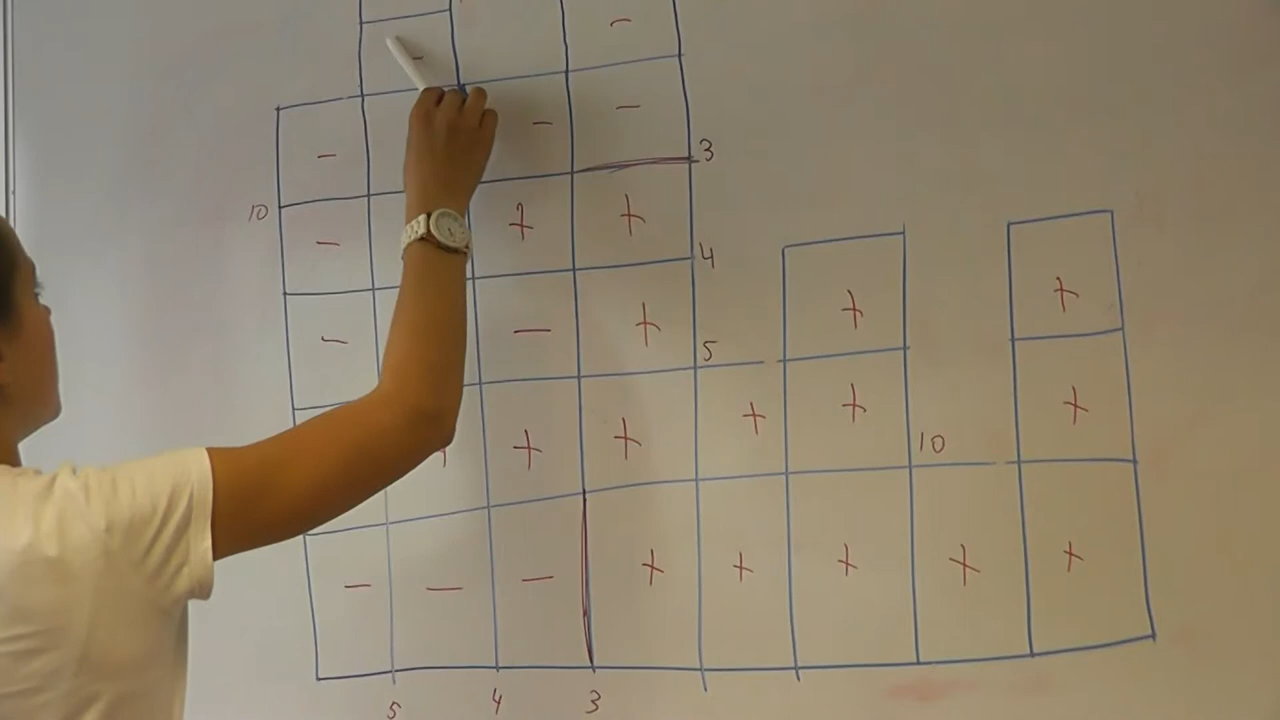 -
-
- - -
- + +
- - +
+ + + + + +
- - - + + + + +
+
+
3
10
4
5
10
5 4 3